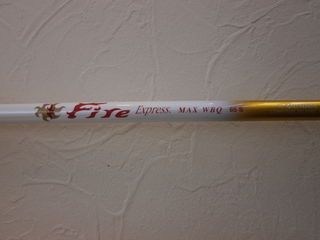 Fire Express. MAX WBQ 65 S